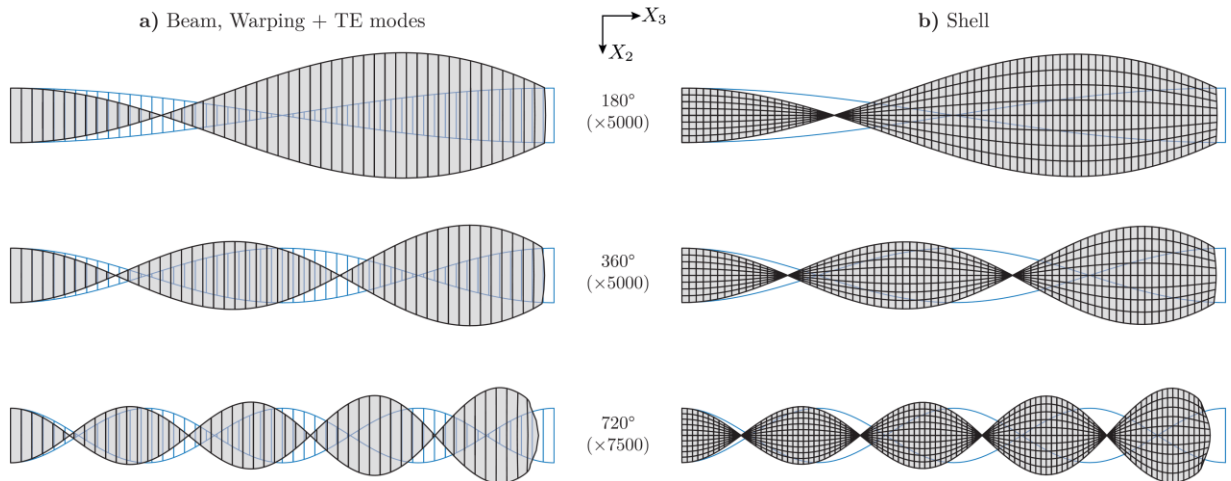 a) Beam, Warping + TE modes
X₃
X₂
b) Shell
180°
(×5000)
360°
(×5000)
720°
(×7500)